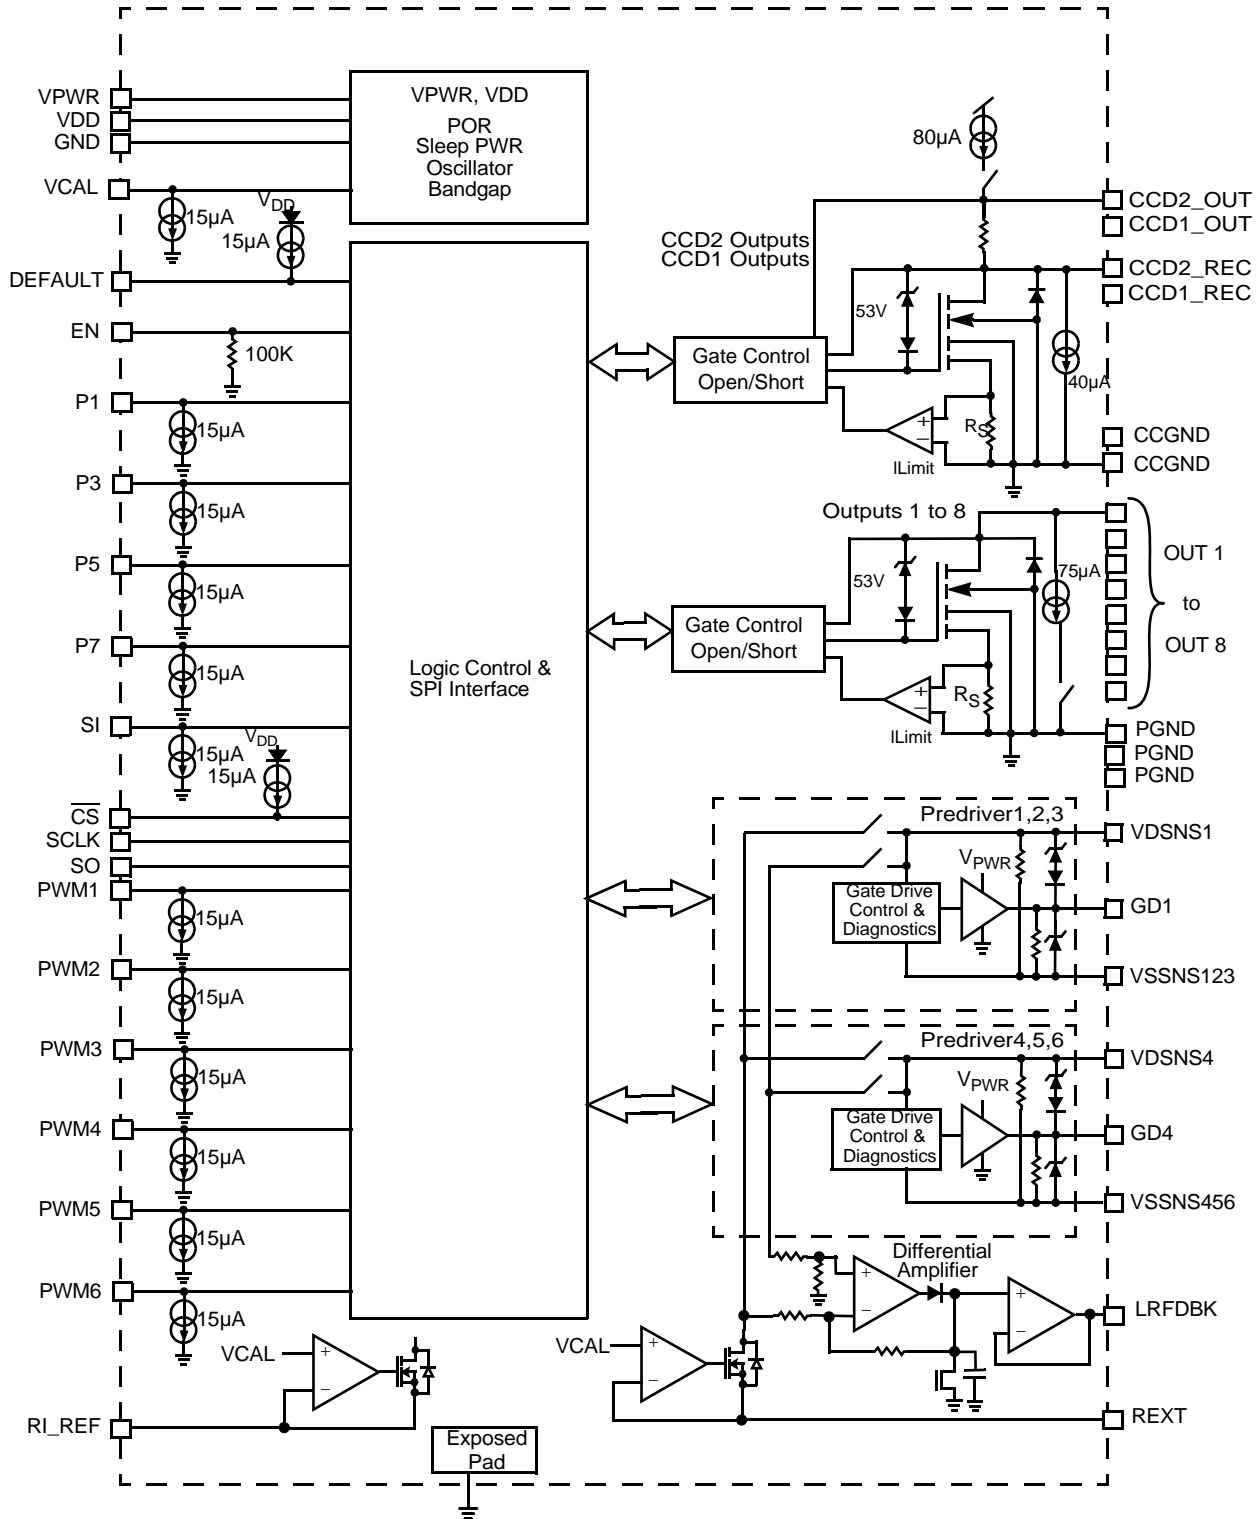 VPWR
VDD
GND
VCAL
DEFAULT
EN
P1
P3
P5
P7
SI
CS
SCLK
SO
PWM1
PWM2
PWM3
PWM4
PWM5
PWM6
RI_REF
15µA
VDD
15µA
100K
15µA
15µA
15µA
15µA
15µA
VDD
15µA
15µA
15µA
15µA
15µA
15µA
15µA
VCAL
+
−
VPWR, VDD
POR
Sleep PWR
Oscillator
Bandgap
Logic Control &
SPI Interface
Exposed
Pad
80µA
CCD2 Outputs
CCD1 Outputs
53V
Gate Control
Open/Short
+
−
ILimit
RS
40µA
CCD2_OUT
CCD1_OUT
CCD2_REC
CCD1_REC
CCGND
CCGND
Outputs 1 to 8
53V
75µA
Gate Control
Open/Short
+
−
ILimit
RS
OUT 1
to
OUT 8
PGND
PGND
PGND
Predriver1,2,3
VPWR
Gate Drive
Control &
Diagnostics
VDSNS1
GD1
VSSNS123
Predriver4,5,6
VPWR
Gate Drive
Control &
Diagnostics
VDSNS4
GD4
VSSNS456
Differential
Amplifier
+
−
+
−
LRFDBK
VCAL
+
−
REXT